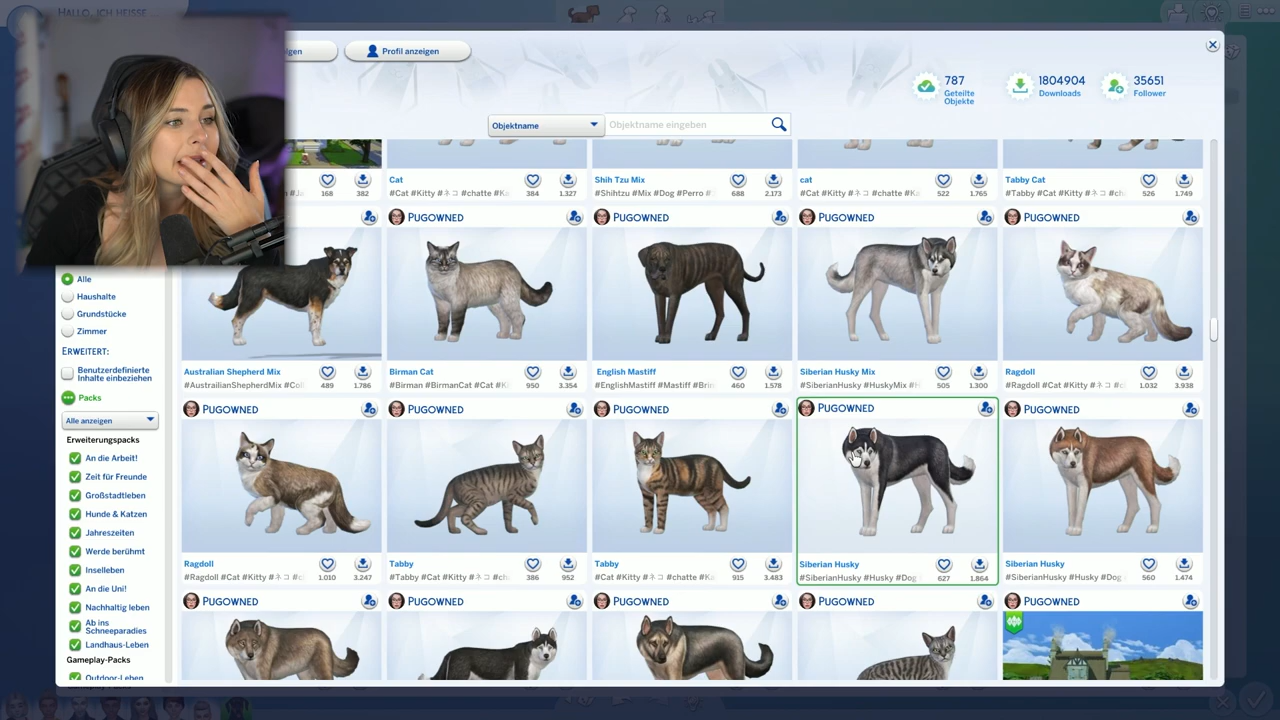 HALLO, ICH HEISSE
Profil anzeigen
787
Geteilte
Objekte
1804904
Downloads
35651
Follower
Objektname
Objektname eingeben
168 382
Cat
#Cat #Kitty #ネコ #chatte #Ka
384 1.327
Shih Tzu Mix
#Shihtzu #Mix #Dog #Perro #
688 2.173
cat
#Cat #Kitty #ネコ #chatte #Ka
522 1.765
Tabby Cat
#Tabby #Cat #Kitty #ネコ #ch
526 1.749
PUGOWNED
PUGOWNED
PUGOWNED
PUGOWNED
Alle
Haushalte
Grundstücke
Zimmer
ERWEITERT:
Benutzerdefinierte
Inhalte einbeziehen
Packs
Alle anzeigen
Erweiterungspacks
An die Arbeit!
Zeit für Freunde
Großstadtleben
Hunde & Katzen
Jahreszeiten
Werde berühmt
Inselleben
An die Uni!
Nachhaltig leben
Ab ins
Schneeparadies
Landhaus-Leben
Gameplay-Packs
Outdoor-Leben
Australian Shepherd Mix
#AustrailianShepherdMix #Co
489 1.786
Birman Cat
#Birman #BirmanCat #Cat #K
950 3.354
English Mastiff
#EnglishMastiff #Mastiff #Bri
460 1.578
Siberian Husky Mix
#SiberianHusky #HuskyMix #H
505 1.300
Ragdoll
#Ragdoll #Cat #Kitty #ネコ #c
1.032 3.938
PUGOWNED
PUGOWNED
PUGOWNED
PUGOWNED
PUGOWNED
Ragdoll
#Ragdoll #Cat #Kitty #ネコ #c
1.010 3.247
Tabby
#Tabby #Cat #Kitty #ネコ #ch
386 952
Tabby
#Cat #Kitty #ネコ #chatte #Ka
915 3.483
Siberian Husky
#SiberianHusky #Husky #Dog
627 1.864
Siberian Husky
#SiberianHusky #Husky #Dog
560 1.474
PUGOWNED
PUGOWNED
PUGOWNED
PUGOWNED
PUGOWNED